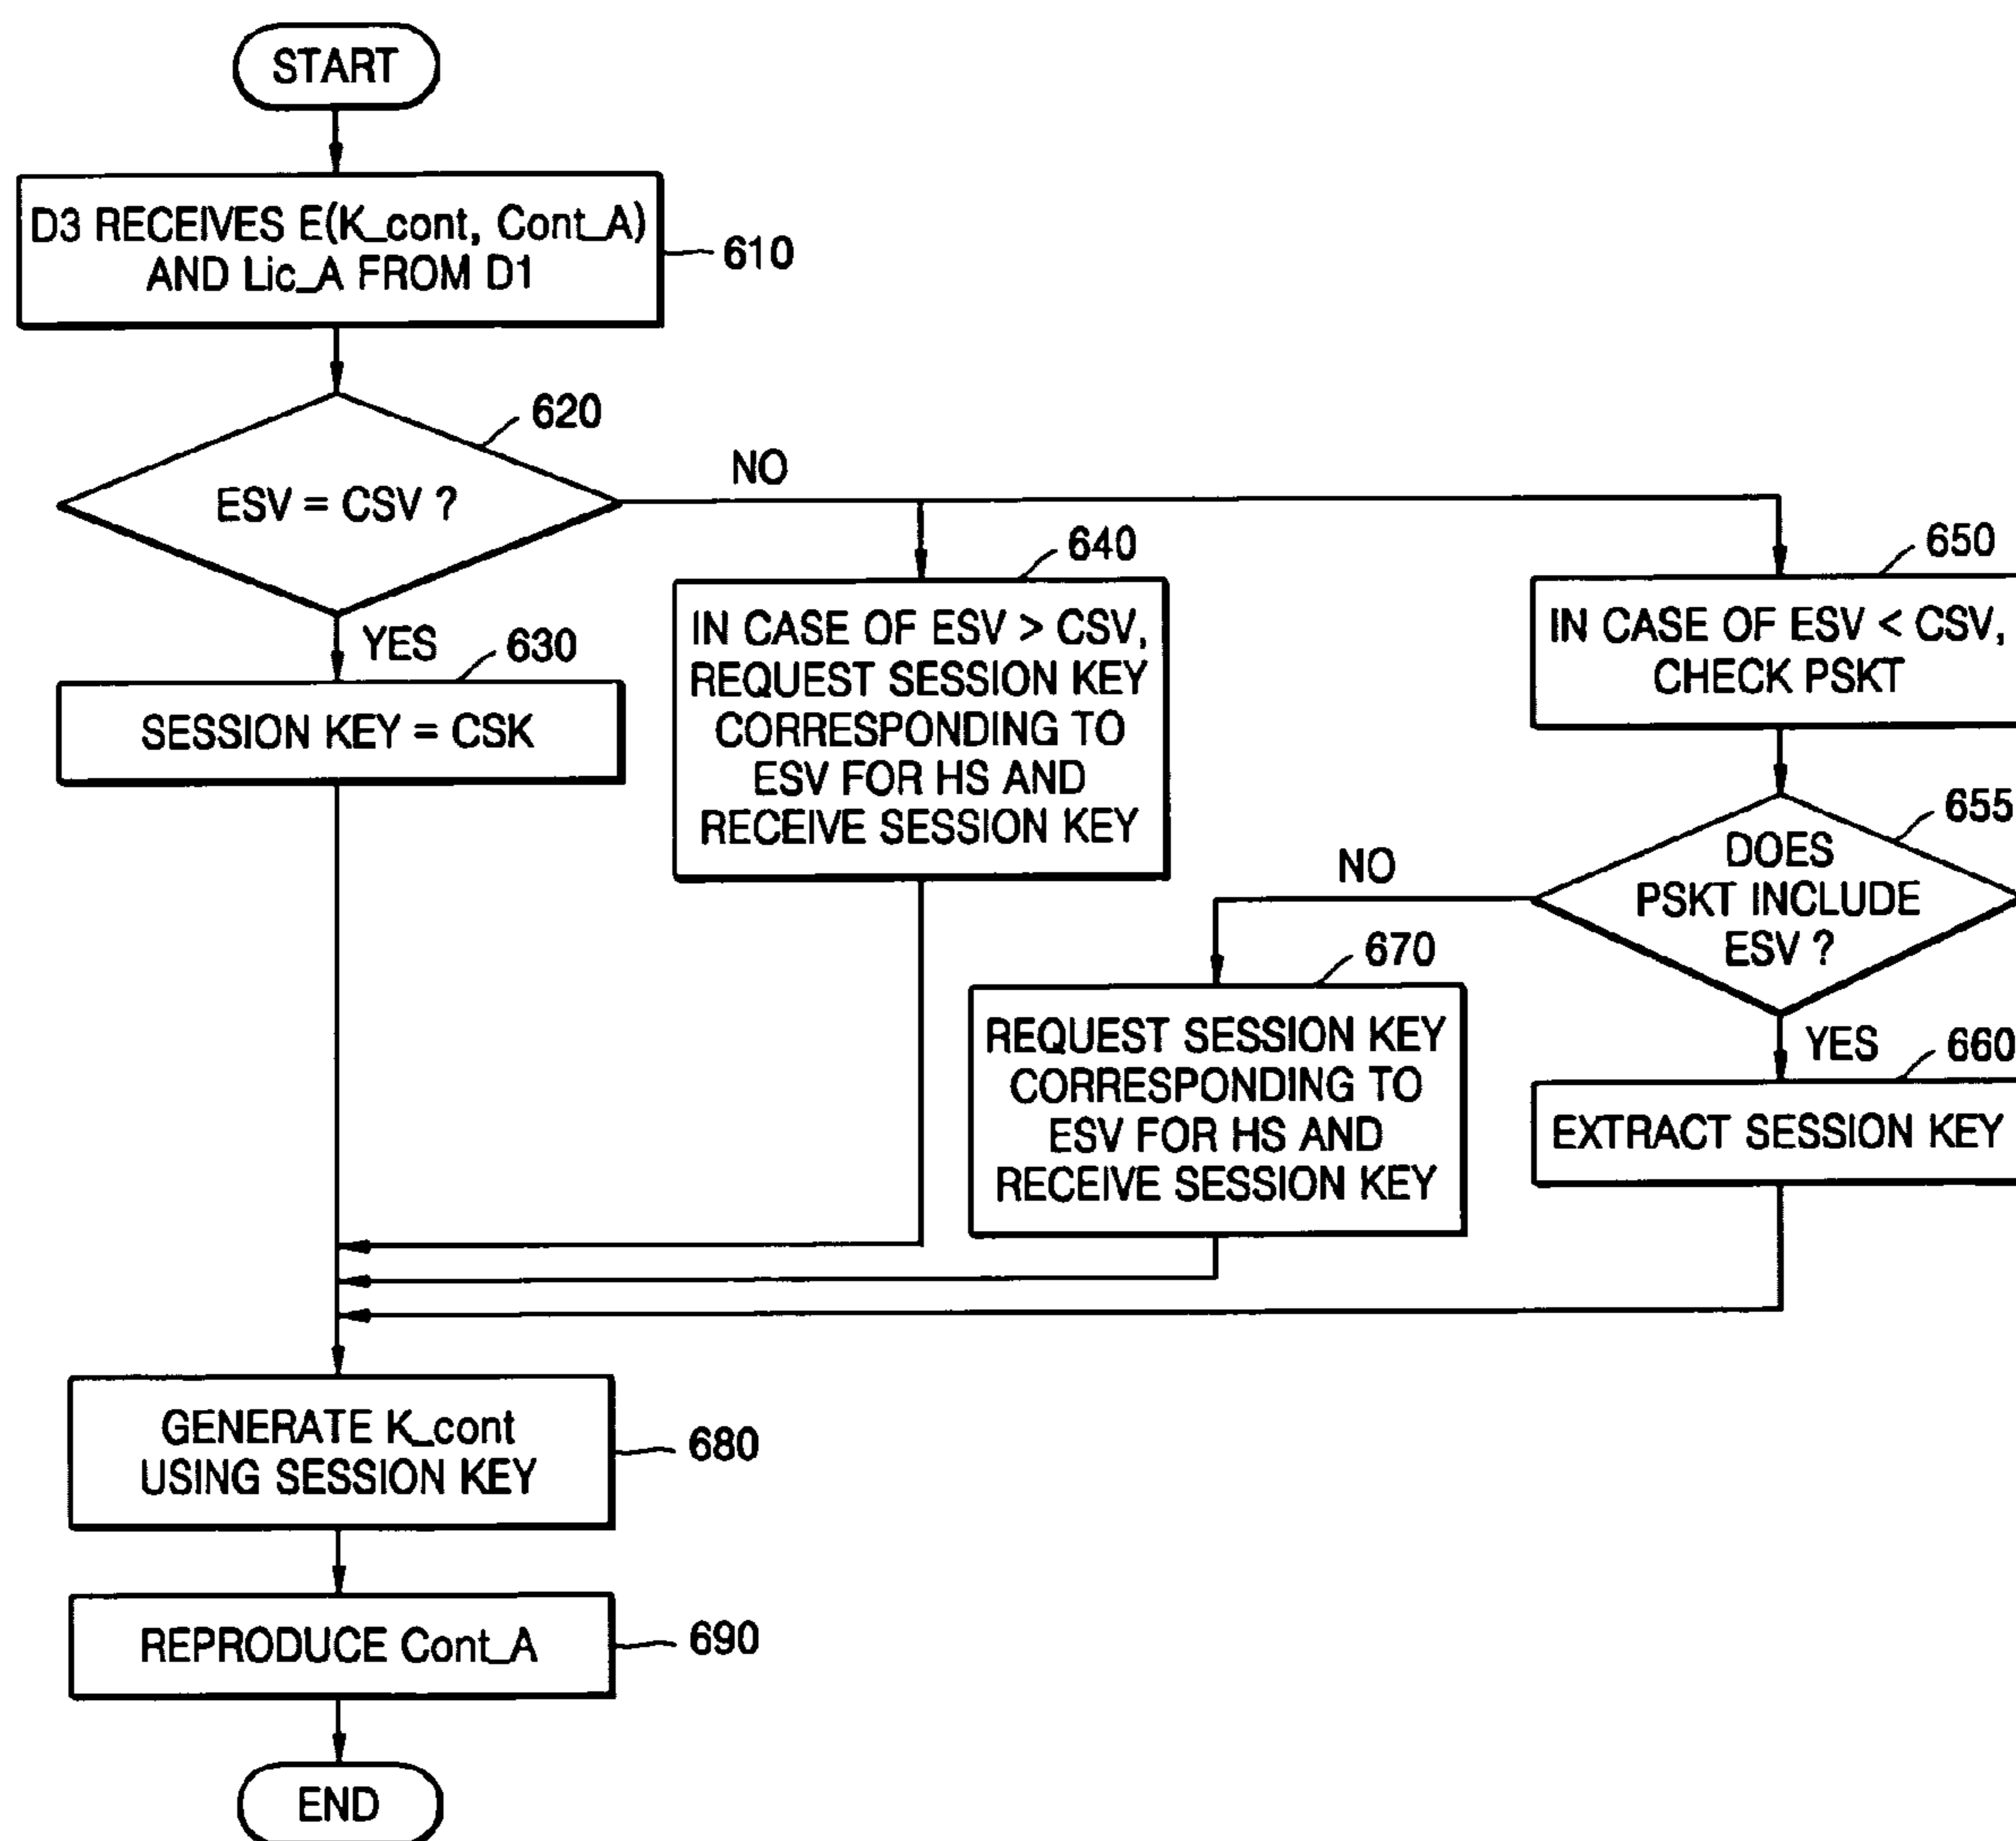 START
D3 RECEIVES E(K_cont, Cont_A)
AND Lic_A FROM D1
610
620
ESV = CSV ?
NO
YES
630
SESSION KEY = CSK
640
IN CASE OF ESV > CSV,
REQUEST SESSION KEY
CORRESPONDING TO
ESV FOR HS AND
RECEIVE SESSION KEY
650
IN CASE OF ESV < CSV,
CHECK PSKT
655
DOES
PSKT INCLUDE
ESV ?
NO
670
REQUEST SESSION KEY
CORRESPONDING TO
ESV FOR HS AND
RECEIVE SESSION KEY
YES
660
EXTRACT SESSION KEY
GENERATE K_cont
USING SESSION KEY
680
REPRODUCE Cont_A
690
END